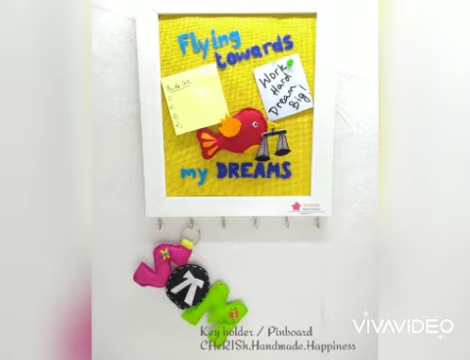 Flying
towards
Work
Hard
Dream
Big!
my DREAMS
Key holder / Pinboard
CHeRISh.Handmade.Happiness
VIVAVIDEO